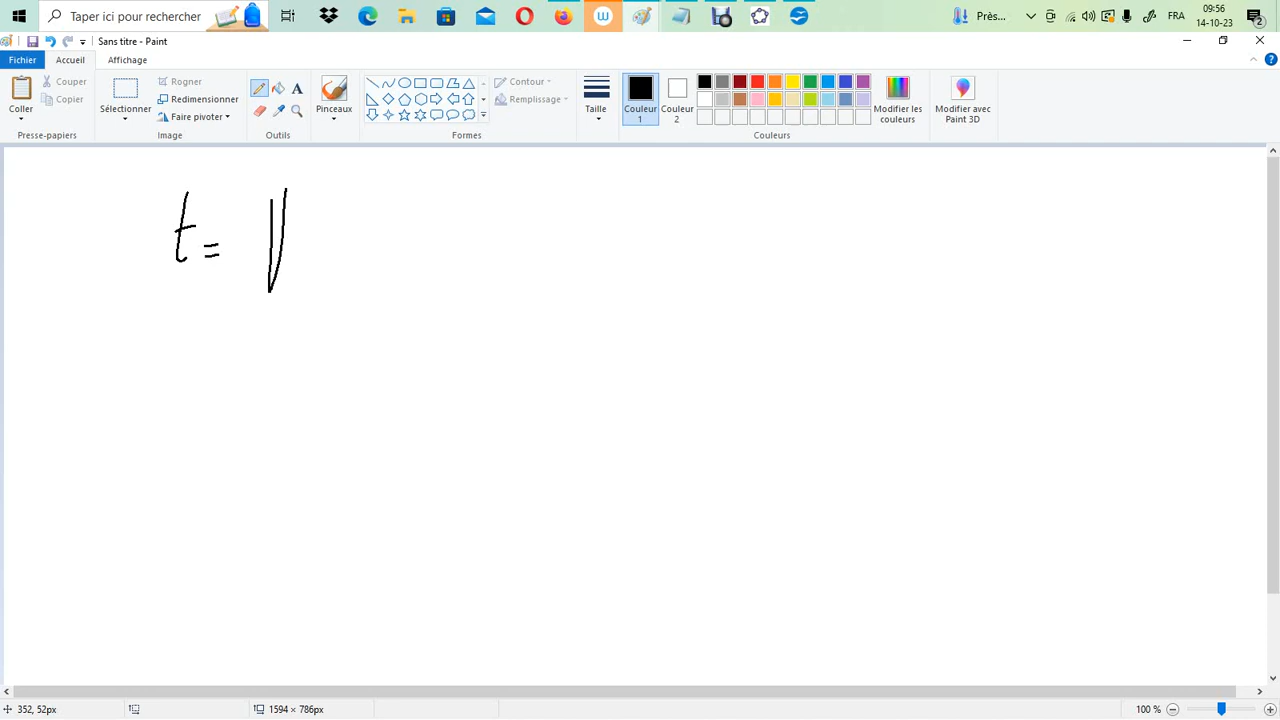 Taper ici pour rechercher
W
Près...
FRA
09:56
14-10-23
2
Sans titre - Paint
Fichier Accueil Affichage
Coller
Couper
Copier
Presse-papiers
Sélectionner
Rogner
Redimensionner
Faire pivoter
Image
A
Outils
Pinceaux
Contour
Remplissage
Formes
Taille
Couleur 1
Couleur 2
Modifier les couleurs
Couleurs
Modifier avec Paint 3D
t =
352, 52px
1594 × 786px
100 %